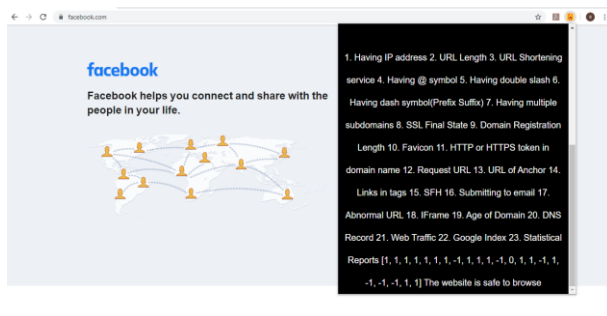 facebook.com
facebook
Facebook helps you connect and share with the
people in your life.
1. Having IP address 2. URL Length 3. URL Shortening
service 4. Having @ symbol 5. Having double slash 6.
Having dash symbol(Prefix Suffix) 7. Having multiple
subdomains 8. SSL Final State 9. Domain Registration
Length 10. Favicon 11. HTTP or HTTPS token in
domain name 12. Request URL 13. URL of Anchor 14.
Links in tags 15. SFH 16. Submitting to email 17.
Abnormal URL 18. IFrame 19. Age of Domain 20. DNS
Record 21. Web Traffic 22. Google Index 23. Statistical
Reports [1, 1, 1, 1, 1, 1, 1, -1, 1, 1, 1, -1, 0, 1, 1, -1, 1,
-1, -1, -1, 1, 1] The website is safe to browse